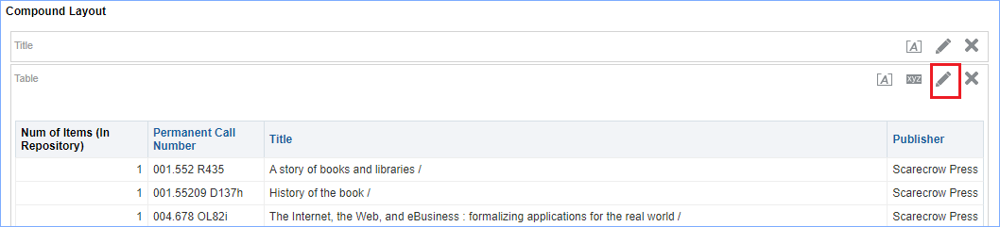 Compound Layout
Title
[A]
Table
[A] xyz
Num of Items (In Repository) Permanent Call Number Title Publisher
1 001.552 R435 A story of books and libraries / Scarecrow Press
1 001.55209 D137h History of the book / Scarecrow Press
1 004.678 OL82i The Internet, the Web, and eBusiness : formalizing applications for the real world / Scarecrow Press